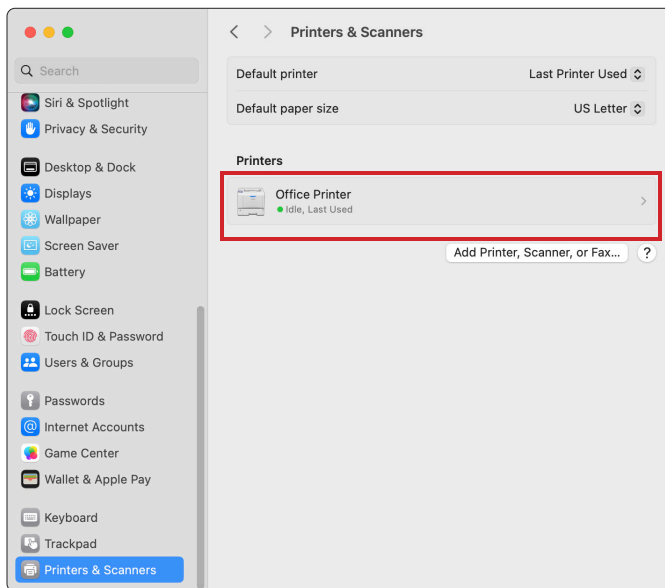 Printers & Scanners
Search
Siri & Spotlight
Privacy & Security
Desktop & Dock
Displays
Wallpaper
Screen Saver
Battery
Lock Screen
Touch ID & Password
Users & Groups
Passwords
Internet Accounts
Game Center
Wallet & Apple Pay
Keyboard
Trackpad
Printers & Scanners
Default printer Last Printer Used
Default paper size US Letter
Printers
Office Printer
Idle, Last Used
Add Printer, Scanner, or Fax...
?